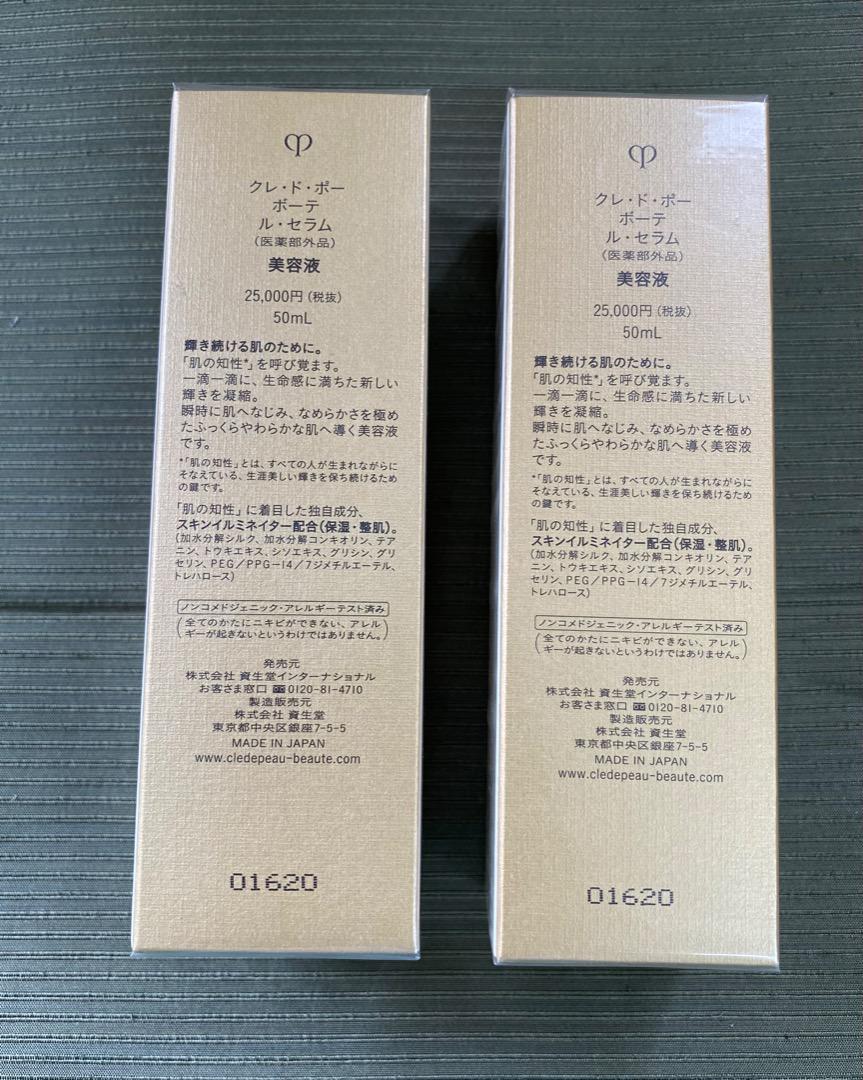 クレ・ド・ポー
ボーテ
ル・セラム
（医薬部外品）
美容液
25,000円（税抜）
50mL
輝き続ける肌のために。
「肌の知性*」を呼び覚ます。
一滴一滴に、生命感に満ちた新しい
輝きを凝縮。
瞬時に肌へなじみ、なめらかさを極め
たふっくらやわらかな肌へ導く美容液
です。
*「肌の知性」とは、すべての人が生まれながらに
そなえている、生涯美しい輝きを保ち続けるため
の鍵です。
「肌の知性」に着目した独自成分、
スキンイルミネイター配合（保湿・整肌）。
（加水分解シルク、加水分解コンキオリン、テア
ニン、トウキエキス、シソエキス、グリシン、グリ
セリン、PEG／PPG－14／7ジメチルエーテル、
トレハロース）
ノンコメドジェニック・アレルギーテスト済み
（全てのかたにニキビができない、アレル
ギーが起きないというわけではありません。）
発売元
株式会社 資生堂インターナショナル
お客さま窓口 0120-81-4710
製造販売元
株式会社 資生堂
東京都中央区銀座7-5-5
MADE IN JAPAN
www.cledepeau-beaute.com
01620
クレ・ド・ポー
ボーテ
ル・セラム
（医薬部外品）
美容液
25,000円（税抜）
50mL
輝き続ける肌のために。
「肌の知性*」を呼び覚ます。
一滴一滴に、生命感に満ちた新しい
輝きを凝縮。
瞬時に肌へなじみ、なめらかさを極め
たふっくらやわらかな肌へ導く美容液
です。
*「肌の知性」とは、すべての人が生まれながらに
そなえている、生涯美しい輝きを保ち続けるため
の鍵です。
「肌の知性」に着目した独自成分、
スキンイルミネイター配合（保湿・整肌）。
（加水分解シルク、加水分解コンキオリン、テア
ニン、トウキエキス、シソエキス、グリシン、グリ
セリン、PEG／PPG－14／7ジメチルエーテル、
トレハロース）
ノンコメドジェニック・アレルギーテスト済み
（全てのかたにニキビができない、アレル
ギーが起きないというわけではありません。）
発売元
株式会社 資生堂インターナショナル
お客さま窓口 0120-81-4710
製造販売元
株式会社 資生堂
東京都中央区銀座7-5-5
MADE IN JAPAN
www.cledepeau-beaute.com
01620